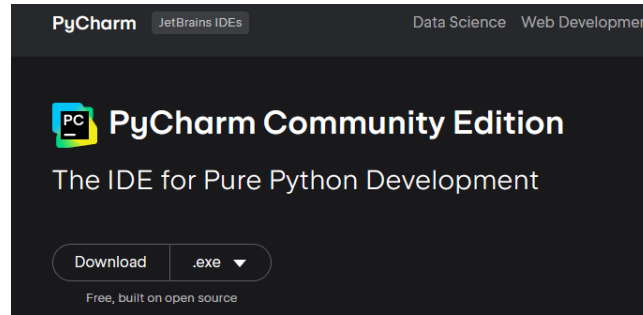 PyCharm JetBrains IDEs Data Science Web Developmen
PC PyCharm Community Edition
The IDE for Pure Python Development
Download .exe
Free, built on open source